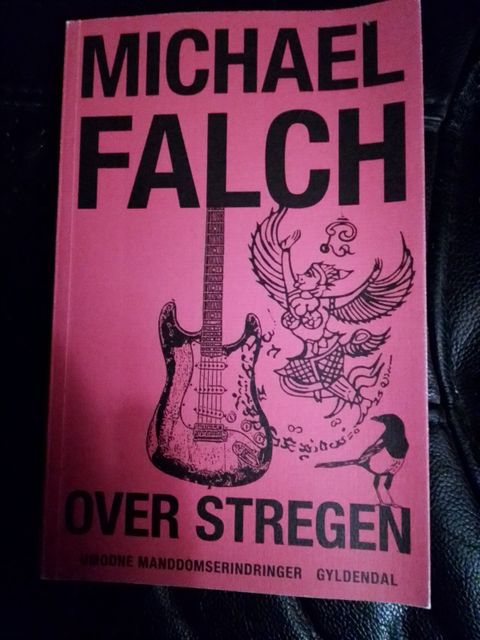 MICHAEL
FALCH
OVER STREGEN
UMODNE MANDDOMSERINDRINGER GYLDENDAL